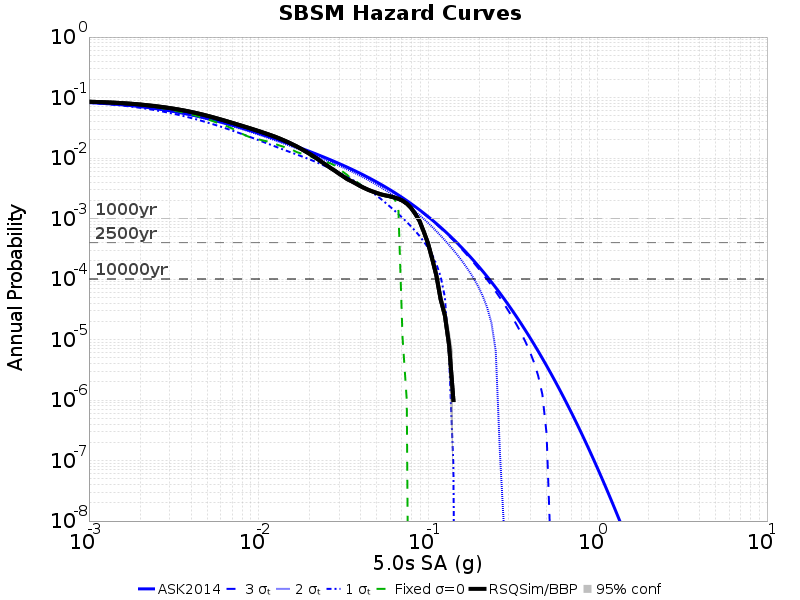 SBSM Hazard Curves
10^0
10^-1
10^-2
10^-3
10^-4
10^-5
10^-6
10^-7
10^-8
Annual Probability
1000yr
2500yr
10000yr
10^-3
10^-2
10^-1
10^0
10^1
5.0s SA (g)
ASK2014 3 σₜ 2 σₜ 1 σₜ Fixed σ=0 RSQSim/BBP 95% conf